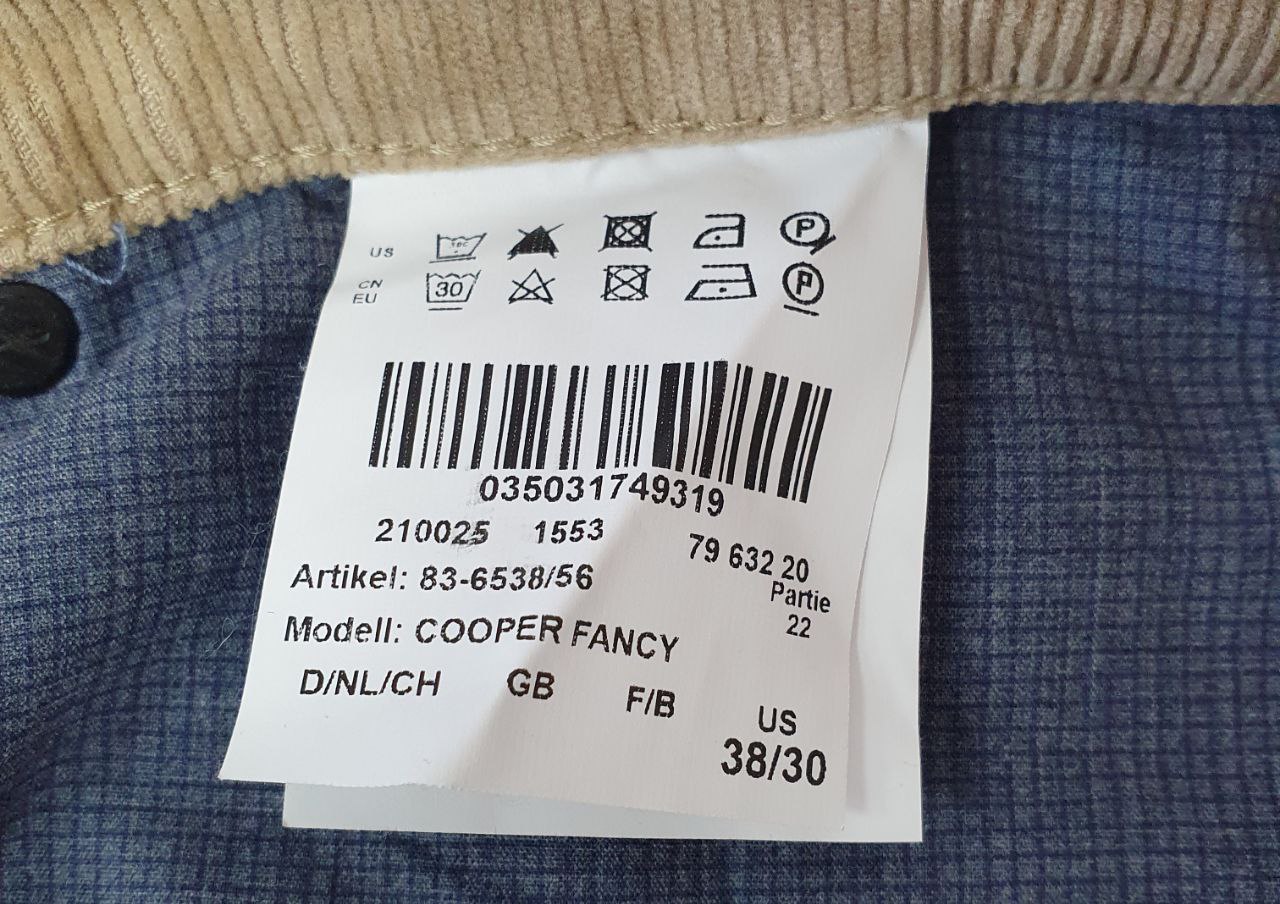 US P
CN
EU 30 P
035031749319
210025 1553 79 632 20
Artikel: 83-6538/56 Partie
22
Modell: COOPER FANCY
D/NL/CH GB F/B US
38/30